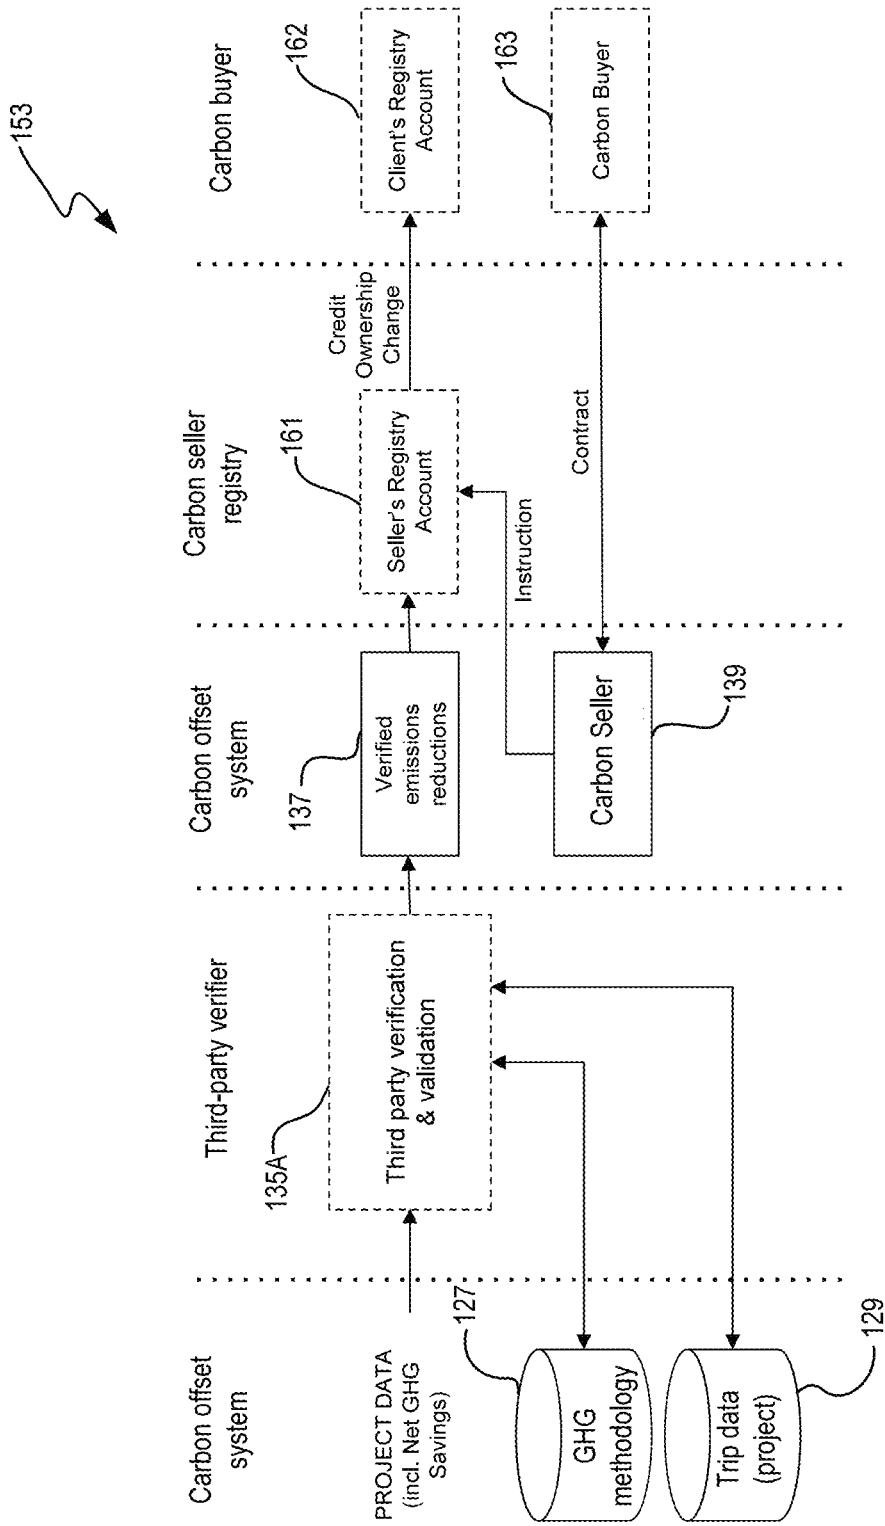 153
Carbon offset
system
Third-party verifier
Carbon offset
system
Carbon seller
registry
Carbon buyer
PROJECT DATA
(incl. Net GHG
Savings)
135A
Third party verification
& validation
137
Verified
emissions
reductions
161
Seller's Registry
Account
Credit
Ownership
Change
162
Client's Registry
Account
127
GHG
methodology
Trip data
(project)
129
Carbon Seller
139
Instruction
Contract
163
Carbon Buyer